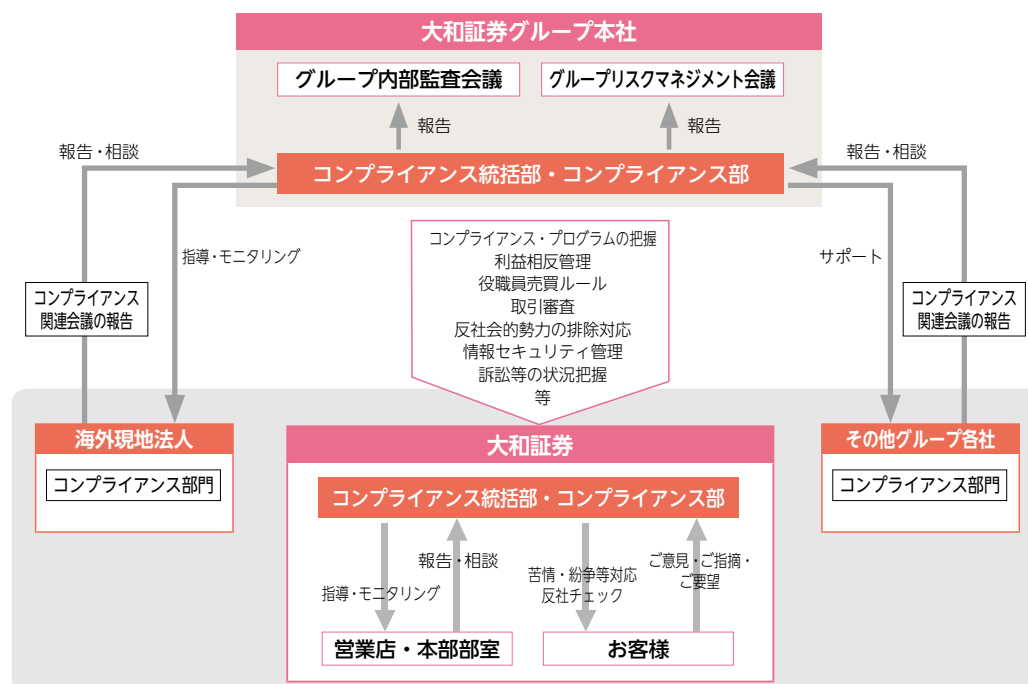 大和証券グループ本社
グループ内部監査会議
グループリスクマネジメント会議
報告
報告
報告・相談
報告・相談
コンプライアンス統括部・コンプライアンス部
指導・モニタリング
サポート
コンプライアンス・プログラムの把握
利益相反管理
役職員売買ルール
取引審査
反社会的勢力の排除対応
情報セキュリティ管理
訴訟等の状況把握
等
コンプライアンス
関連会議の報告
コンプライアンス
関連会議の報告
海外現地法人
コンプライアンス部門
大和証券
コンプライアンス統括部・コンプライアンス部
指導・モニタリング
報告・相談
苦情・紛争等対応
反社チェック
ご意見・ご指摘・
ご要望
営業店・本部部室
お客様
その他グループ各社
コンプライアンス部門